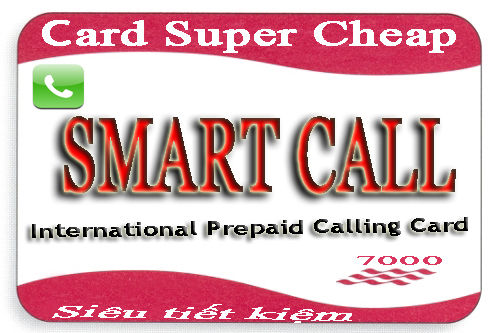 Card Super Cheap
SMART CALL
International Prepaid Calling Card
7000
Siêu tiết kiệm